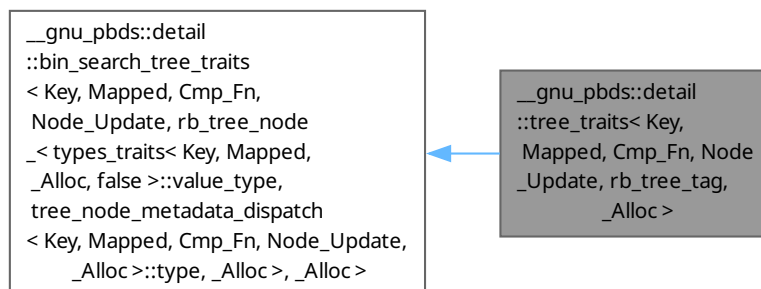 __gnu_pbds::detail
::bin_search_tree_traits
< Key, Mapped, Cmp_Fn,
Node_Update, rb_tree_node
_< types_traits< Key, Mapped,
_Alloc, false >::value_type,
tree_node_metadata_dispatch
< Key, Mapped, Cmp_Fn, Node_Update,
_Alloc >::type, _Alloc >, _Alloc >
__gnu_pbds::detail
::tree_traits< Key,
Mapped, Cmp_Fn, Node
_Update, rb_tree_tag,
_Alloc >